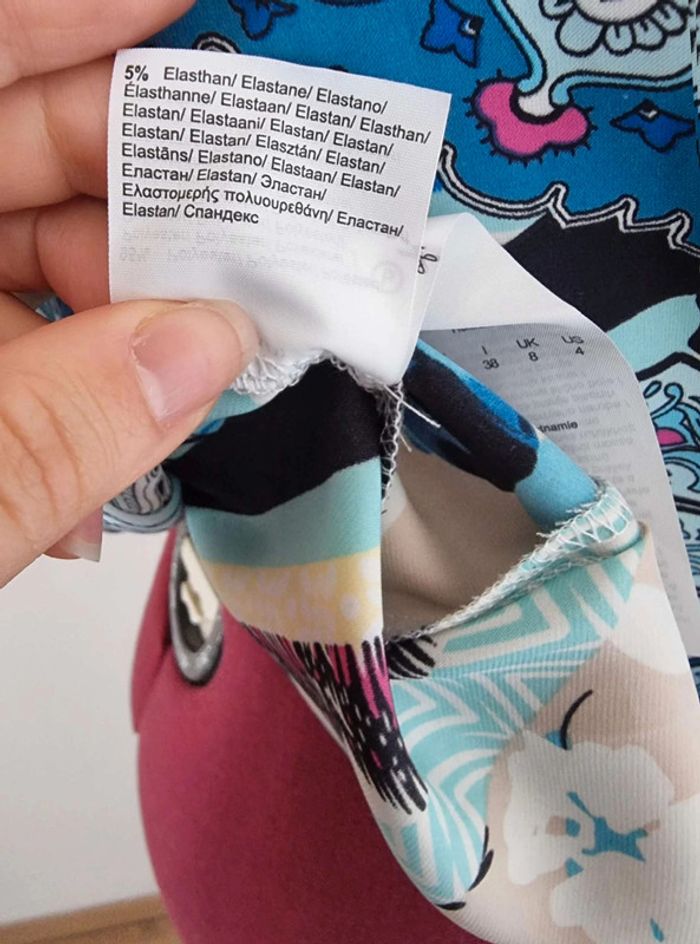 5% Elasthan/ Elastane/ Elastano/
Élasthanne/ Elastaan/ Elastan/ Elasthan/
Elastan/ Elastaani/ Elastan/ Elastan/
Elastan/ Elastan/ Elasztán/ Elastan/
Elastāns/ Elastano/ Elastaan/ Elastan/
Еластан/ Elastan/ Эластан/
Ελαστομερής πολυουρεθάνη/ Еластан/
Elastan/ Спандекс
I UK US
38 8 4